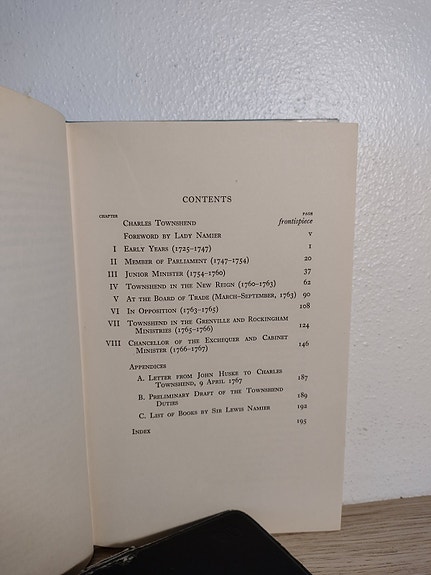 CONTENTS
CHAPTER PAGE
Charles Townshend frontispiece
Foreword by Lady Namier v
I Early Years (1725–1747) 1
II Member of Parliament (1747–1754) 20
III Junior Minister (1754–1760) 37
IV Townshend in the New Reign (1760–1763) 62
V At the Board of Trade (March–September, 1763) 90
VI In Opposition (1763–1765) 108
VII Townshend in the Grenville and Rockingham
Ministries (1765–1766) 124
VIII Chancellor of the Exchequer and Cabinet
Minister (1766–1767) 146
Appendices
A. Letter from John Huske to Charles
Townshend, 9 April 1767 187
B. Preliminary Draft of the Townshend
Duties 189
C. List of Books by Sir Lewis Namier 192
Index 195